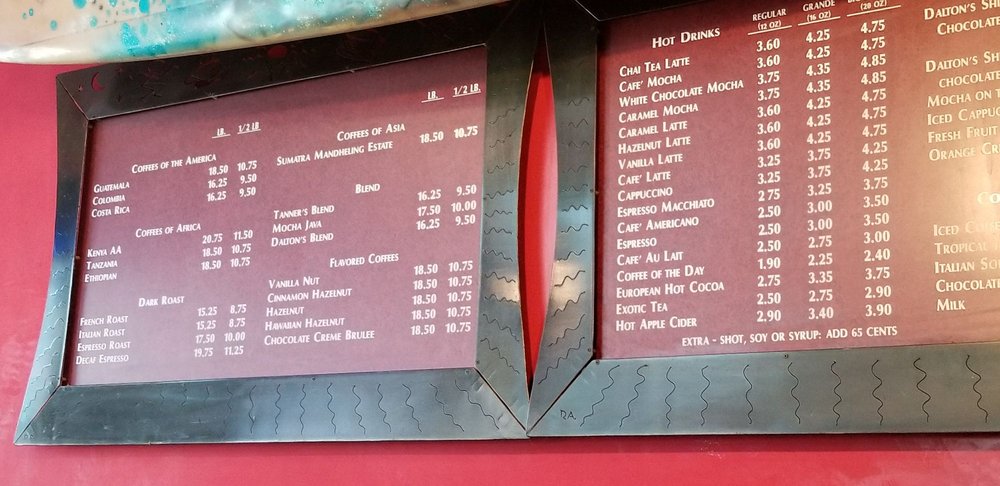 LB. 1/2 LB.
COFFEES OF THE AMERICA
GUATEMALA 18.50 10.75
COLOMBIA 16.25 9.50
COSTA RICA 16.25 9.50
COFFEES OF AFRICA
KENYA AA 20.75 11.50
TANZANIA 18.50 10.75
ETHIOPIAN 18.50 10.75
DARK ROAST
FRENCH ROAST 15.25 8.75
ITALIAN ROAST 15.25 8.75
ESPRESSO ROAST 17.50 10.00
DECAF ESPRESSO 19.75 11.25
LB. 1/2 LB.
COFFEES OF ASIA
SUMATRA MANDHELING ESTATE 18.50 10.75
BLEND
TANNER'S BLEND 16.25 9.50
MOCHA JAVA 17.50 10.00
DALTON'S BLEND 16.25 9.50
FLAVORED COFFEES
VANILLA NUT 18.50 10.75
CINNAMON HAZELNUT 18.50 10.75
HAZELNUT 18.50 10.75
HAWAIIAN HAZELNUT 18.50 10.75
CHOCOLATE CREME BRULEE 18.50 10.75
HOT DRINKS REGULAR GRANDE
(12 OZ) (16 OZ) (20 OZ)
CHAI TEA LATTE 3.60 4.25 4.75
CAFE' MOCHA 3.60 4.25 4.75
WHITE CHOCOLATE MOCHA 3.75 4.35 4.85
CARAMEL MOCHA 3.75 4.35 4.85
CARAMEL LATTE 3.60 4.25 4.75
HAZELNUT LATTE 3.60 4.25 4.75
VANILLA LATTE 3.60 4.25 4.75
CAFE' LATTE 3.25 3.75 4.25
CAPPUCCINO 3.25 3.75 4.25
ESPRESSO MACCHIATO 2.75 3.25 3.75
CAFE' AMERICANO 2.50 3.00 3.50
ESPRESSO 2.50 3.00 3.50
CAFE' AU LAIT 2.50 2.75 3.00
COFFEE OF THE DAY 1.90 2.25 2.40
EUROPEAN HOT COCOA 2.75 3.35 3.75
EXOTIC TEA 2.50 2.75 2.90
HOT APPLE CIDER 2.90 3.40 3.90
EXTRA - SHOT, SOY OR SYRUP: ADD 65 CENTS
DALTON'S SH
CHOCOLATE
DALTON'S SH
CHOCOLATE
MOCHA ON T
ICED CAPPUC
FRESH FRUIT
ORANGE CR
CO
ICED
TROPICAL
ITALIAN SO
CHOCOLATE
MILK
D.A.